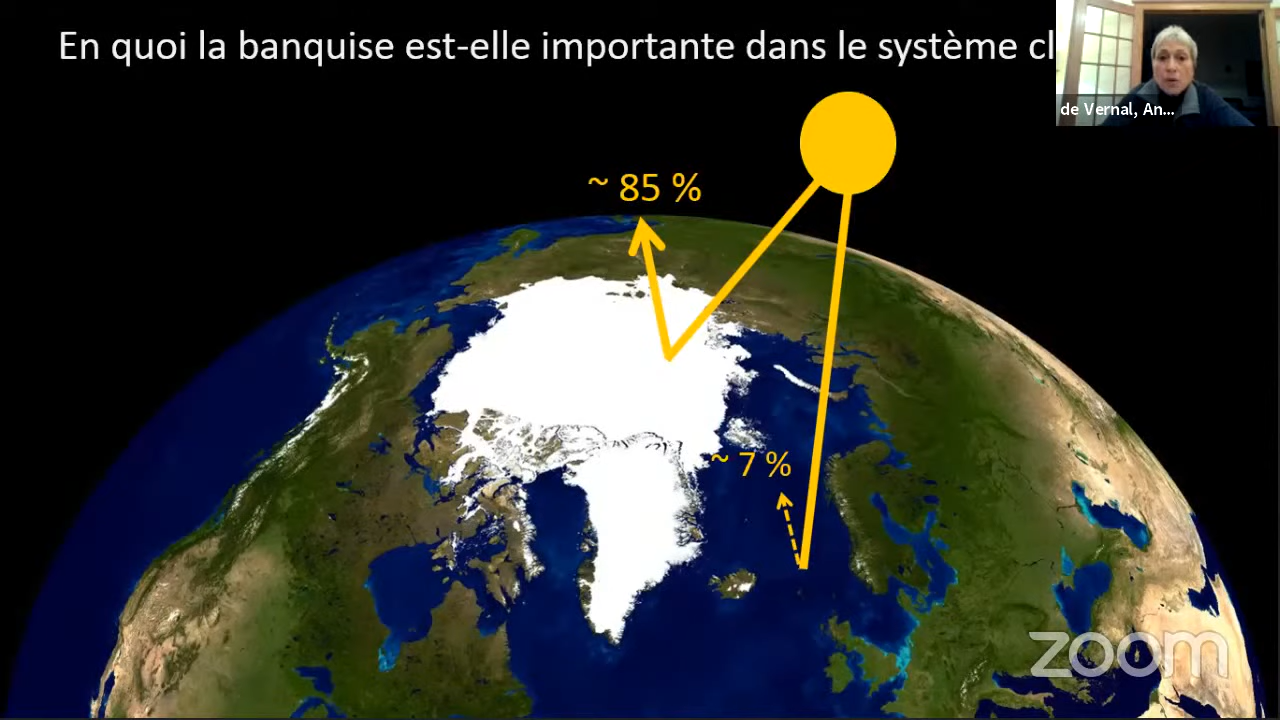 En quoi la banquise est-elle importante dans le système cl
de Vernal, An...
~ 85 %
~ 7 %
zoom